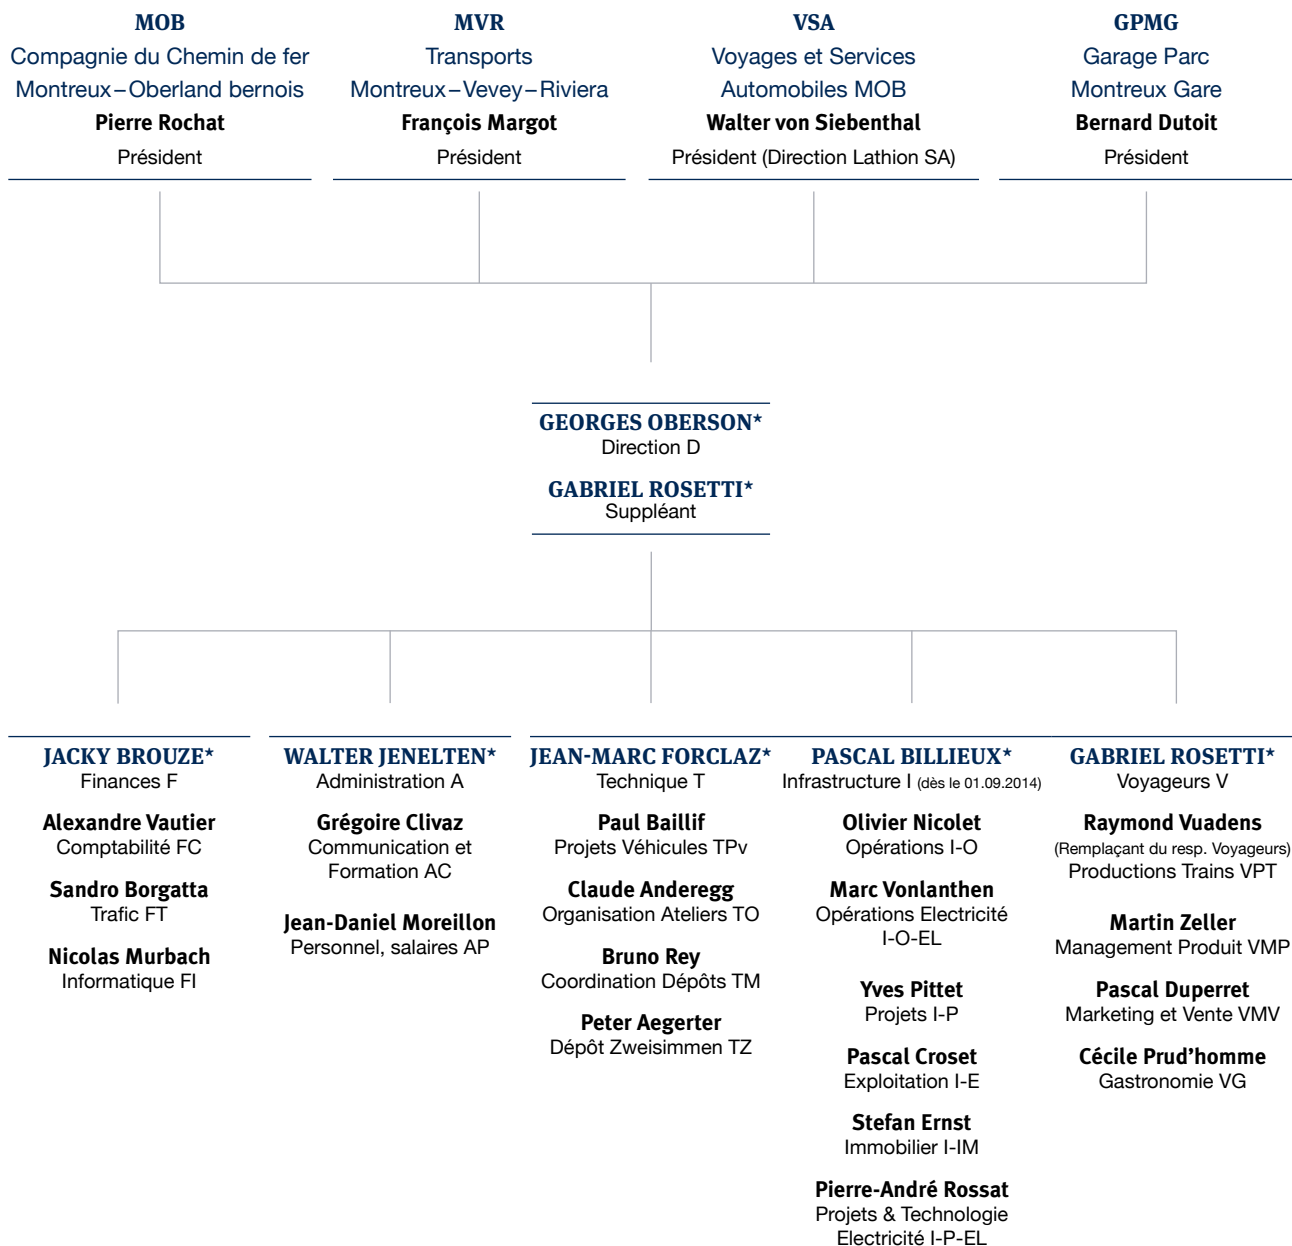 MOB
Compagnie du Chemin de fer
Montreux–Oberland bernois
Pierre Rochat
Président
MVR
Transports
Montreux–Vevey–Riviera
François Margot
Président
VSA
Voyages et Services
Automobiles MOB
Walter von Siebenthal
Président (Direction Lathion SA)
GPMG
Garage Parc
Montreux Gare
Bernard Dutoit
Président
GEORGES OBERSON★
Direction D
GABRIEL ROSETTI★
Suppléant
JACKY BROUZE★
Finances F
Alexandre Vautier
Comptabilité FC
Sandro Borgatta
Trafic FT
Nicolas Murbach
Informatique FI
WALTER JENELTEN★
Administration A
Grégoire Clivaz
Communication et
Formation AC
Jean-Daniel Moreillon
Personnel, salaires AP
JEAN-MARC FORCLAZ★
Technique T
Paul Baillif
Projets Véhicules TPv
Claude Anderegg
Organisation Ateliers TO
Bruno Rey
Coordination Dépôts TM
Peter Aegerter
Dépôt Zweisimmen TZ
PASCAL BILLIEUX★
Infrastructure I (dès le 01.09.2014)
Olivier Nicolet
Opérations I-O
Marc Vonlanthen
Opérations Electricité
I-O-EL
Yves Pittet
Projets I-P
Pascal Croset
Exploitation I-E
Stefan Ernst
Immobilier I-IM
Pierre-André Rossat
Projets & Technologie
Electricité I-P-EL
GABRIEL ROSETTI★
Voyageurs V
Raymond Vuadens
(Remplaçant du resp. Voyageurs)
Productions Trains VPT
Martin Zeller
Management Produit VMP
Pascal Duperret
Marketing et Vente VMV
Cécile Prud’homme
Gastronomie VG